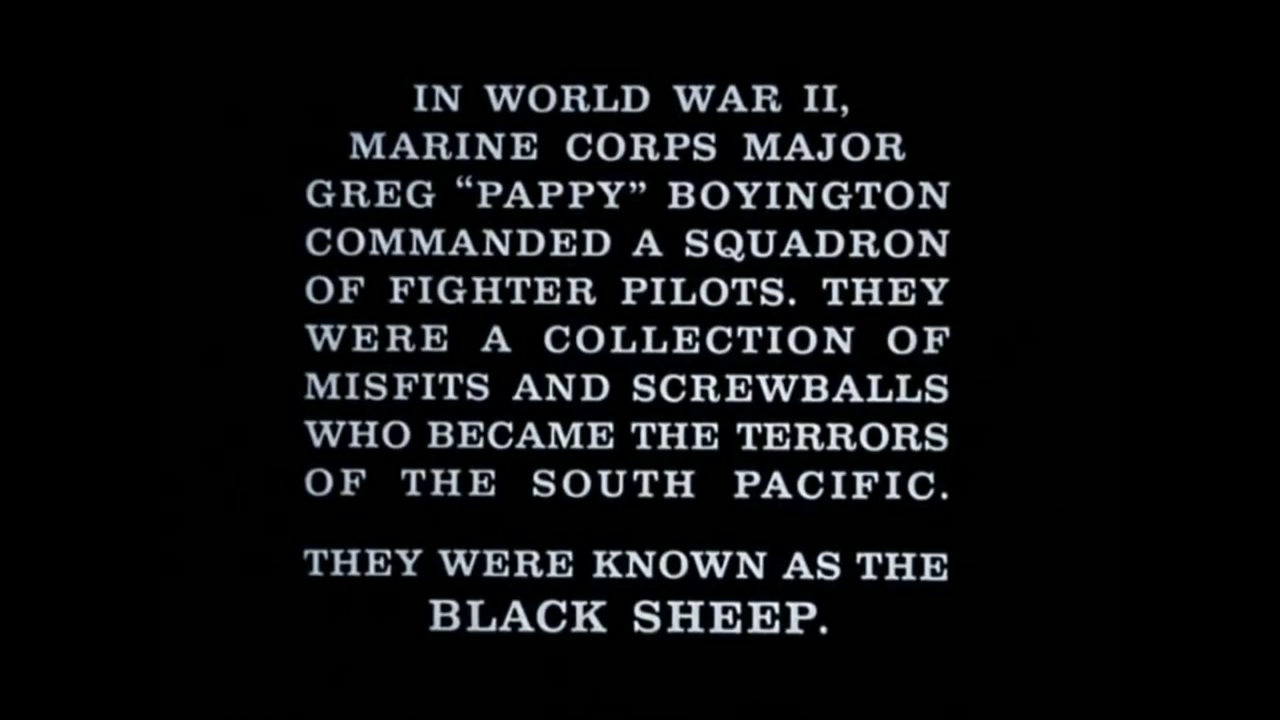 IN WORLD WAR II,
MARINE CORPS MAJOR
GREG “PAPPY” BOYINGTON
COMMANDED A SQUADRON
OF FIGHTER PILOTS. THEY
WERE A COLLECTION OF
MISFITS AND SCREWBALLS
WHO BECAME THE TERRORS
OF THE SOUTH PACIFIC.
THEY WERE KNOWN AS THE
BLACK SHEEP.